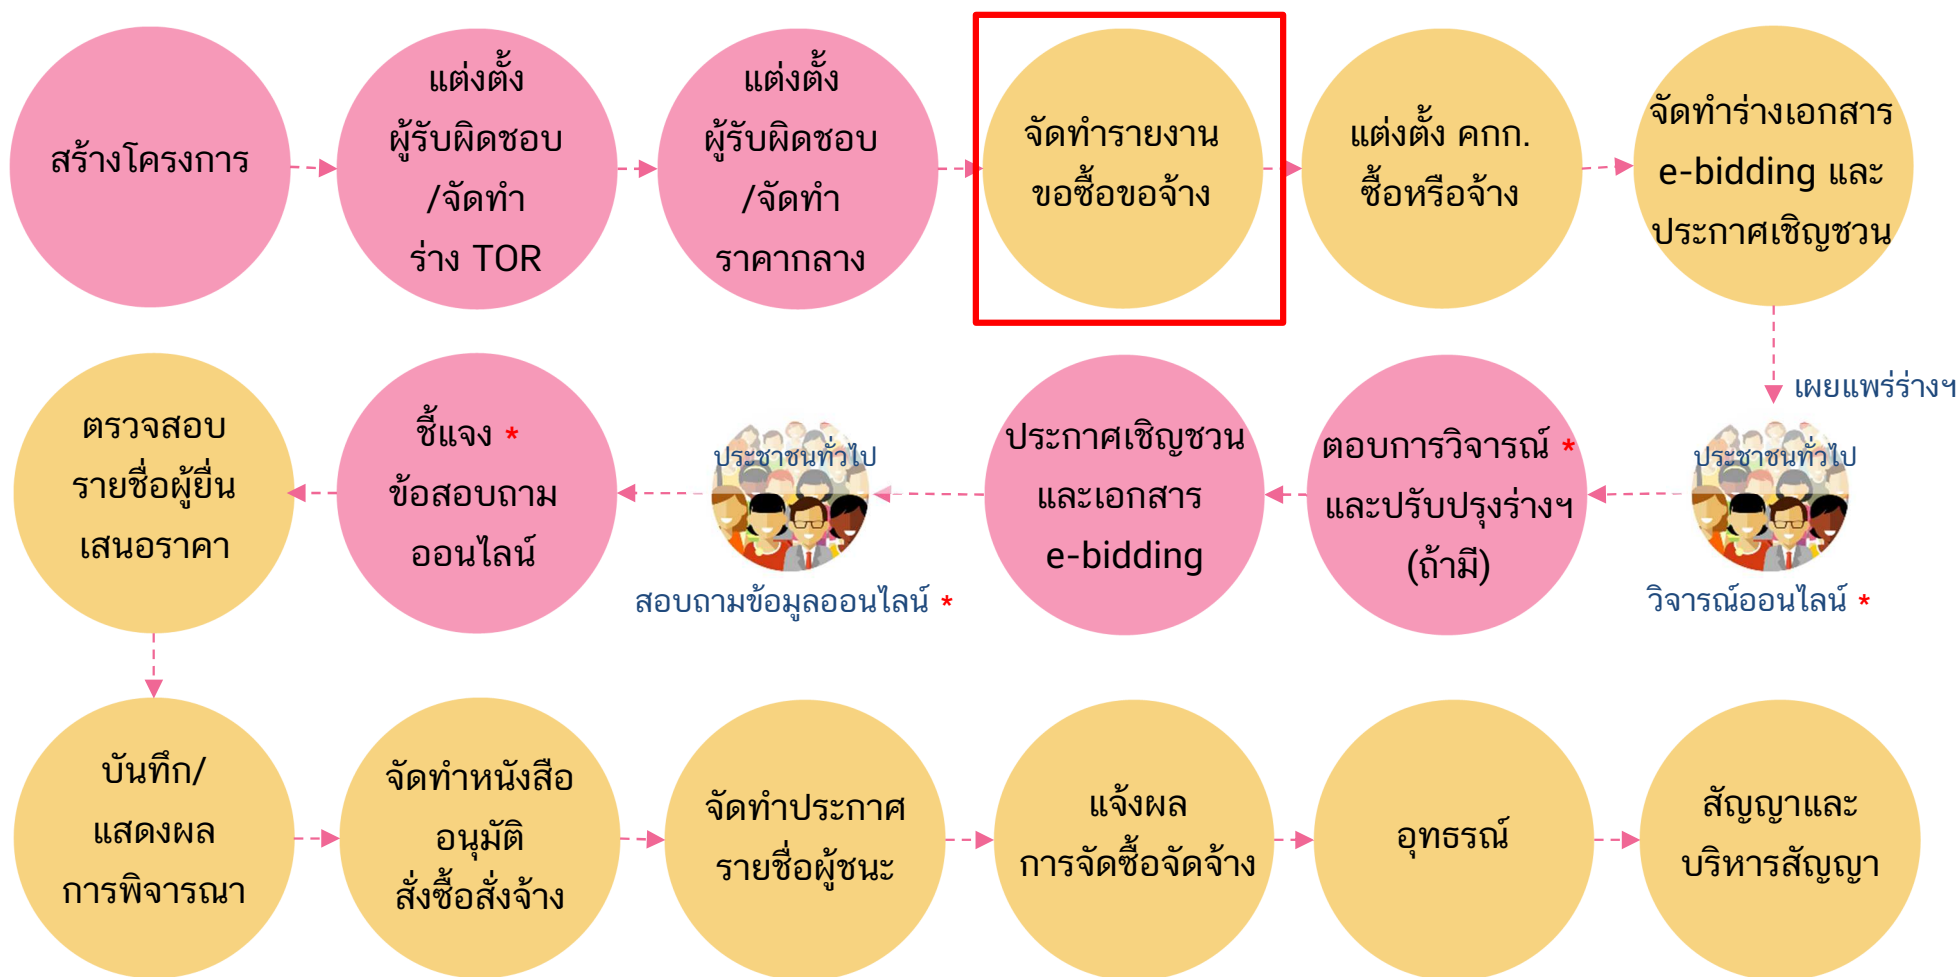 สร้างโครงการ
แต่งตั้ง
ผู้รับผิดชอบ
/จัดทำ
ร่าง TOR
แต่งตั้ง
ผู้รับผิดชอบ
/จัดทำ
ราคากลาง
จัดทำรายงาน
ขอซื้อขอจ้าง
แต่งตั้ง คกก.
ซื้อหรือจ้าง
จัดทำร่างเอกสาร
e-bidding และ
ประกาศเชิญชวน
เผยแพร่ร่างฯ
ประชาชนทั่วไป
วิจารณ์ออนไลน์ *
ตอบการวิจารณ์ *
และปรับปรุงร่างฯ
(ถ้ามี)
ประกาศเชิญชวน
และเอกสาร
e-bidding
ประชาชนทั่วไป
สอบถามข้อมูลออนไลน์ *
ชี้แจง *
ข้อสอบถาม
ออนไลน์
ตรวจสอบ
รายชื่อผู้ยื่น
เสนอราคา
บันทึก/
แสดงผล
การพิจารณา
จัดทำหนังสือ
อนุมัติ
สั่งซื้อสั่งจ้าง
จัดทำประกาศ
รายชื่อผู้ชนะ
แจ้งผล
การจัดซื้อจัดจ้าง
อุทธรณ์
สัญญาและ
บริหารสัญญา